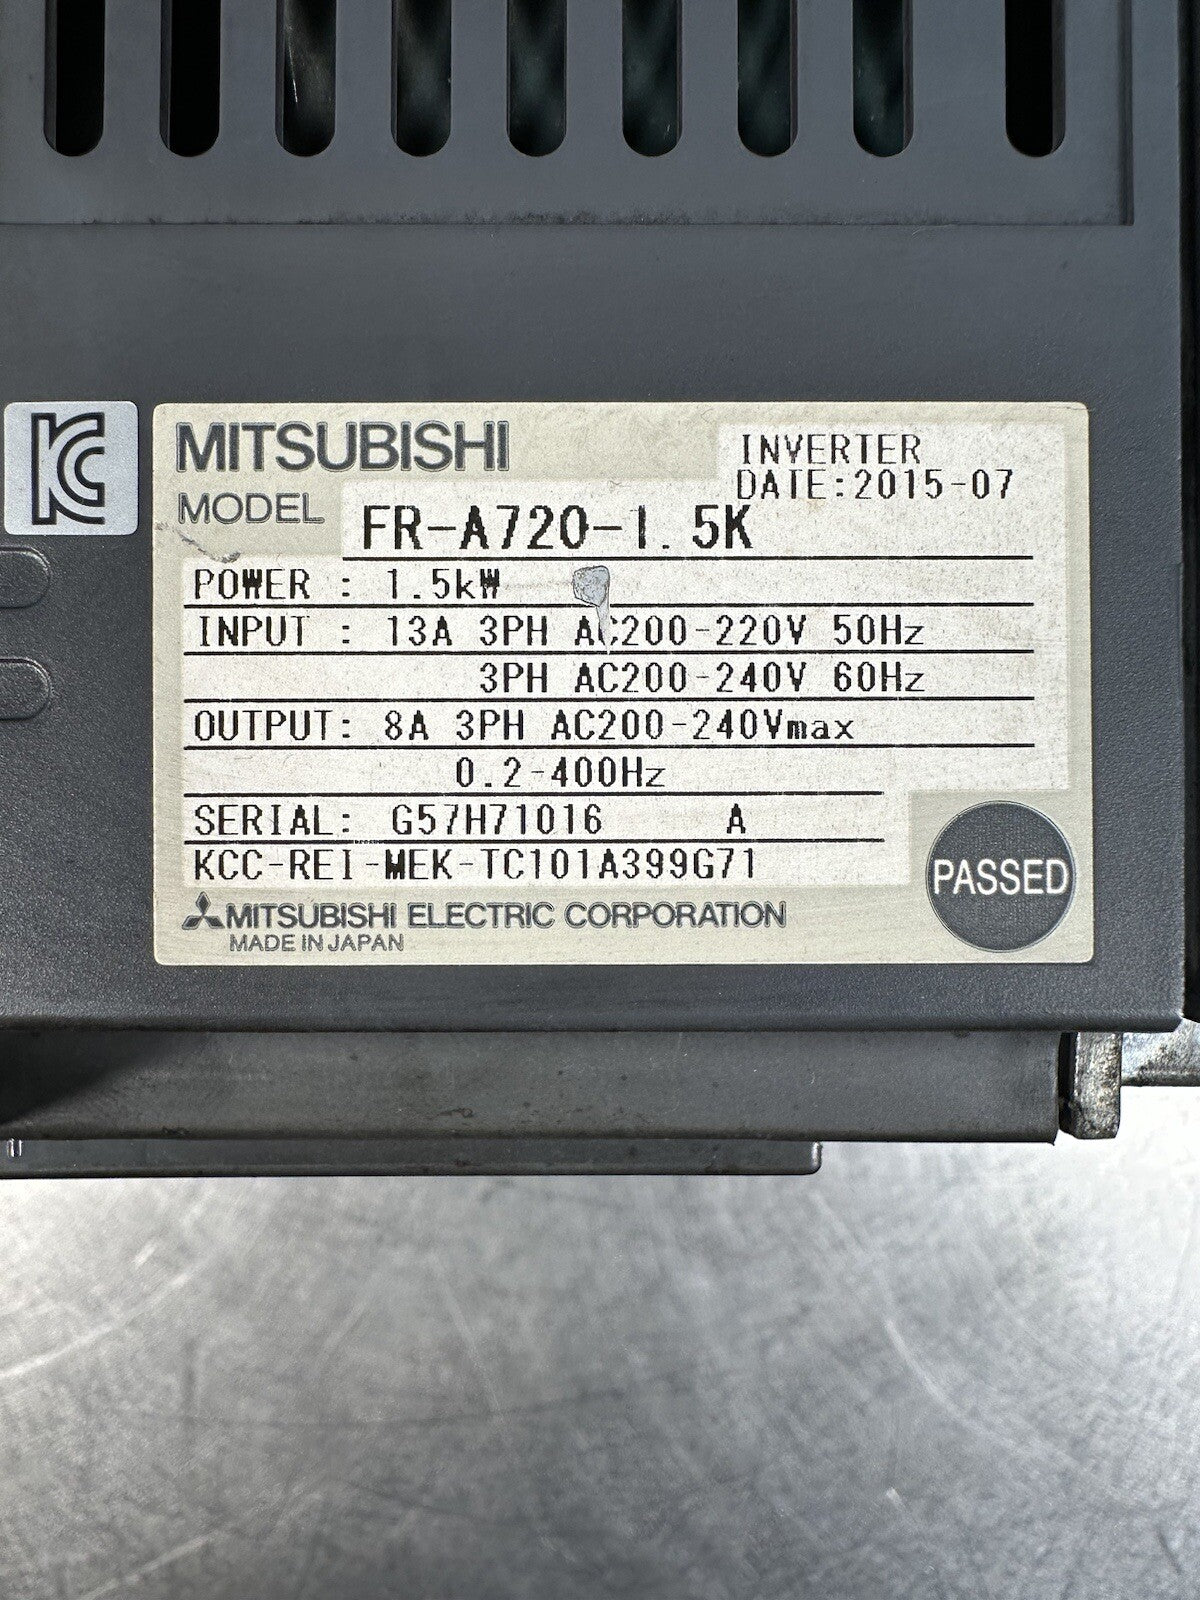 KC
MITSUBISHI
INVERTER
DATE:2015-07
MODEL FR-A720-1.5K
POWER : 1.5kW
INPUT : 13A 3PH AC200-220V 50Hz
3PH AC200-240V 60Hz
OUTPUT: 8A 3PH AC200-240Vmax
0.2-400Hz
SERIAL: G57H71016 A
KCC-REI-MEK-TC101A399G71
PASSED
MITSUBISHI ELECTRIC CORPORATION
MADE IN JAPAN